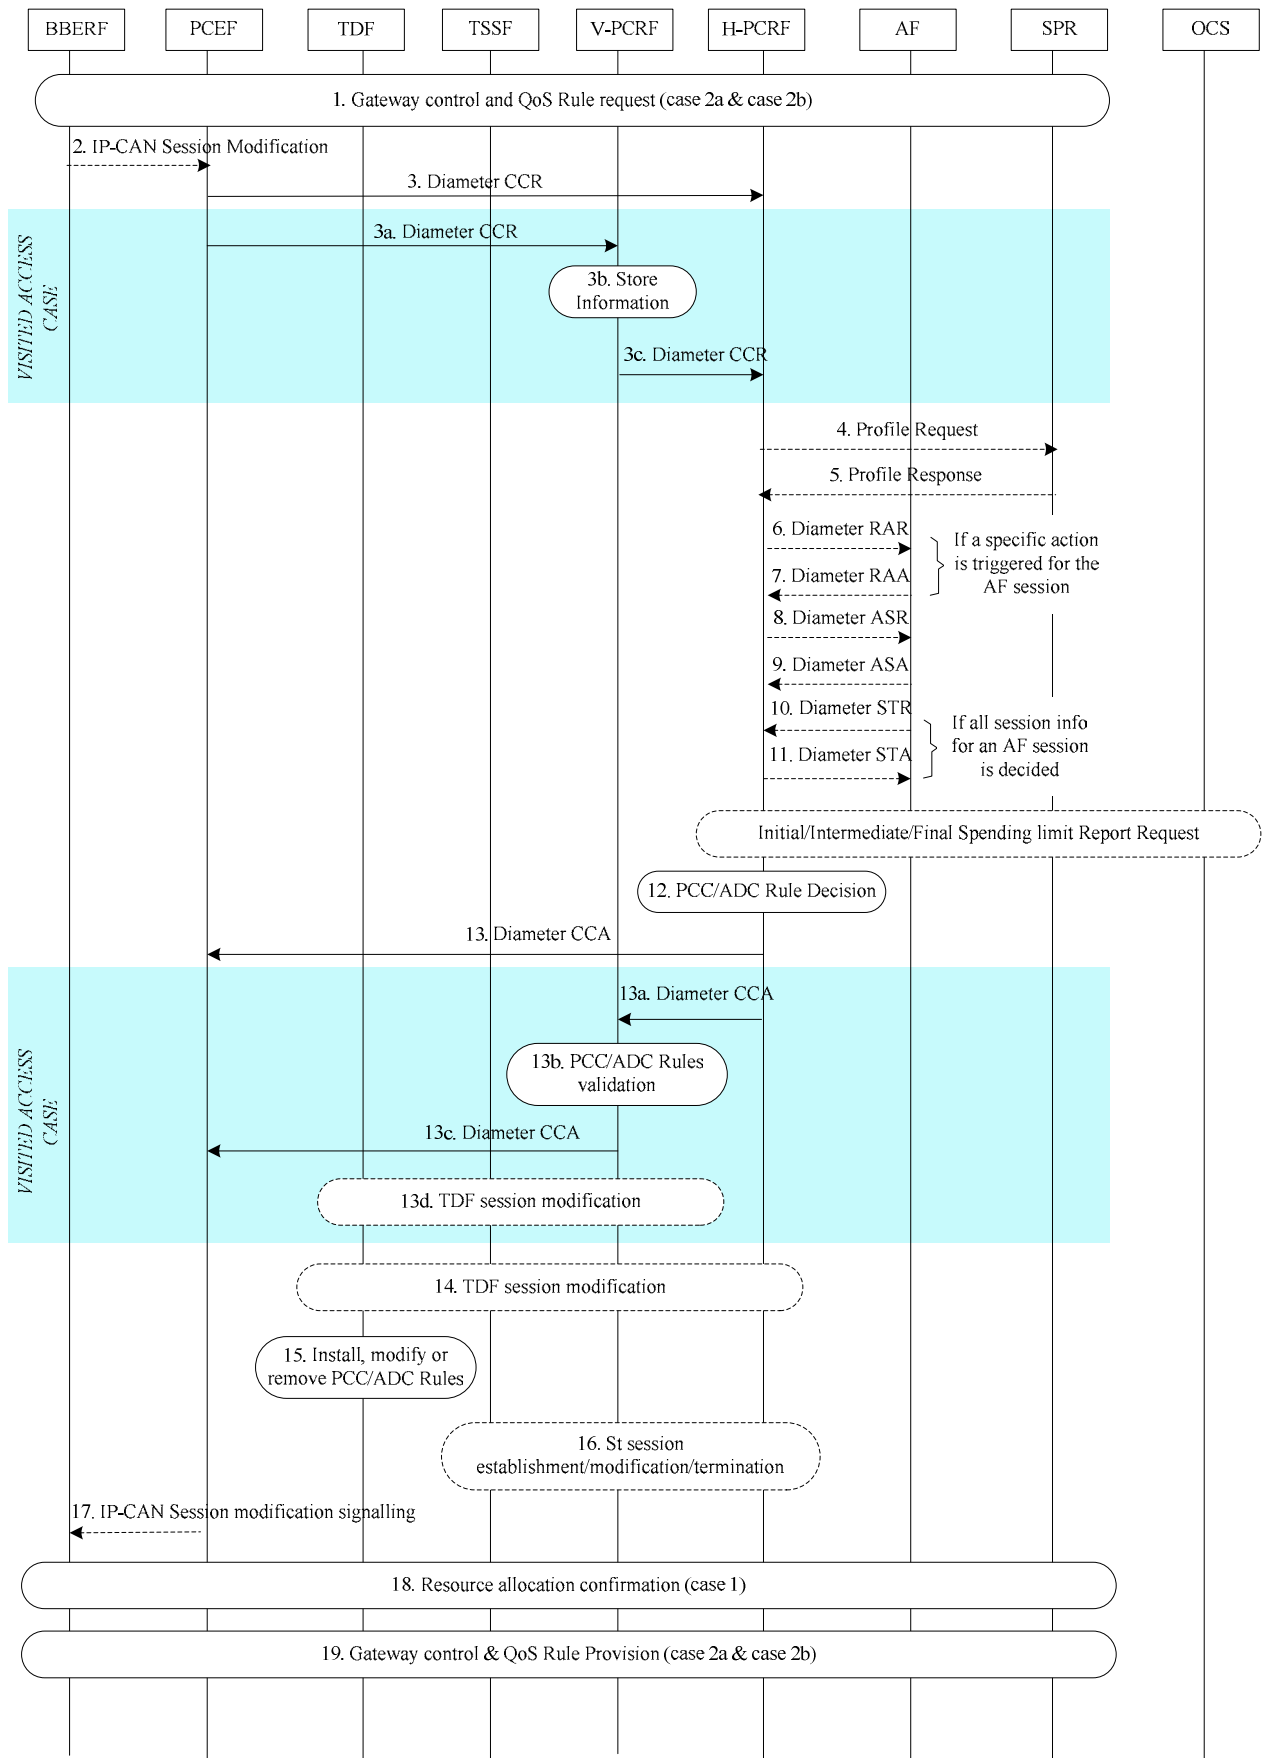 BBERF PCEF TDF TSSF V-PCRF H-PCRF AF SPR OCS
1. Gateway control and QoS Rule request (case 2a & case 2b)
2. IP-CAN Session Modification
3. Diameter CCR
VISITED ACCESS
CASE
3a. Diameter CCR
3b. Store
Information
3c. Diameter CCR
4. Profile Request
5. Profile Response
6. Diameter RAR
7. Diameter RAA
If a specific action
is triggered for the
AF session
8. Diameter ASR
9. Diameter ASA
10. Diameter STR
11. Diameter STA
If all session info
for an AF session
is decided
Initial/Intermediate/Final Spending limit Report Request
12. PCC/ADC Rule Decision
13. Diameter CCA
VISITED ACCESS
CASE
13a. Diameter CCA
13b. PCC/ADC Rules
validation
13c. Diameter CCA
13d. TDF session modification
14. TDF session modification
15. Install, modify or
remove PCC/ADC Rules
16. St session
establishment/modification/termination
17. IP-CAN Session modification signalling
18. Resource allocation confirmation (case 1)
19. Gateway control & QoS Rule Provision (case 2a & case 2b)